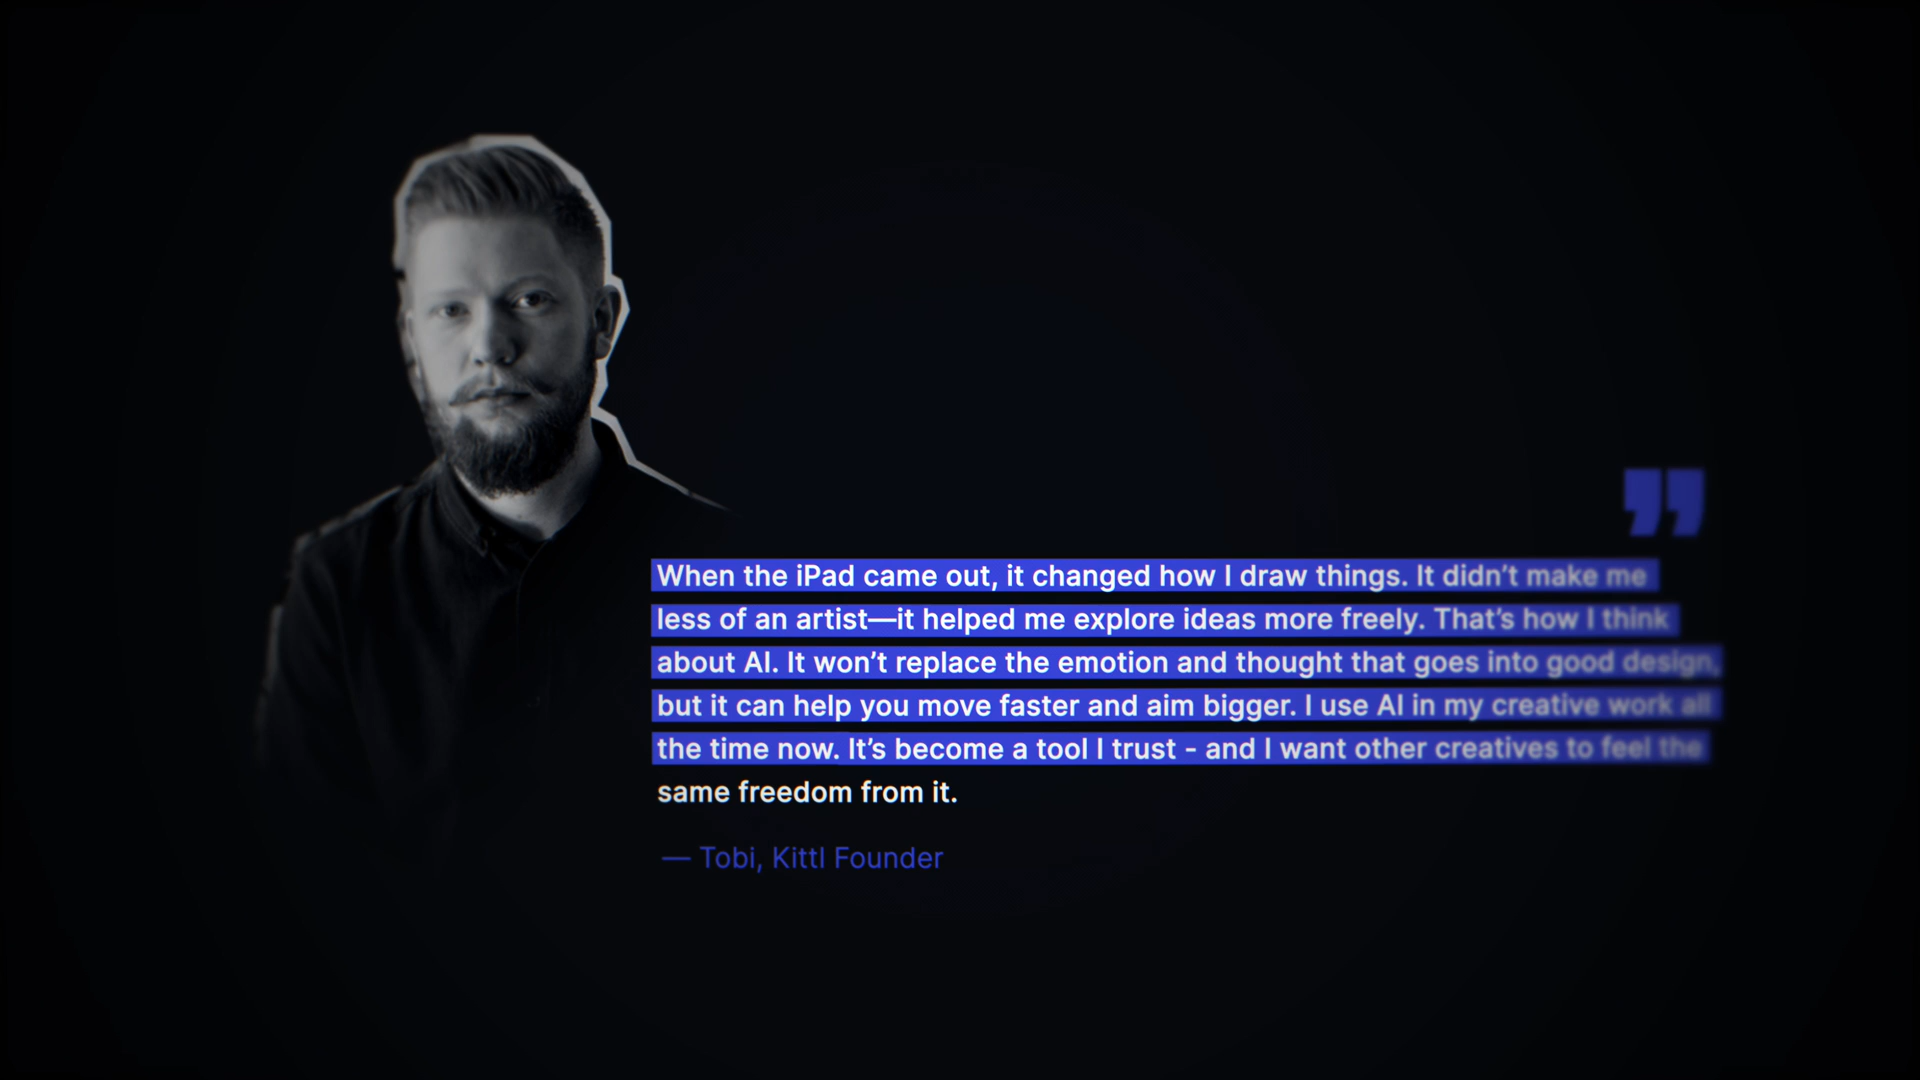 ”
When the iPad came out, it changed how I draw things. It didn’t make me
less of an artist—it helped me explore ideas more freely. That’s how I think
about AI. It won’t replace the emotion and thought that goes into good design,
but it can help you move faster and aim bigger. I use AI in my creative work all
the time now. It’s become a tool I trust - and I want other creatives to feel the
same freedom from it.
— Tobi, Kittl Founder